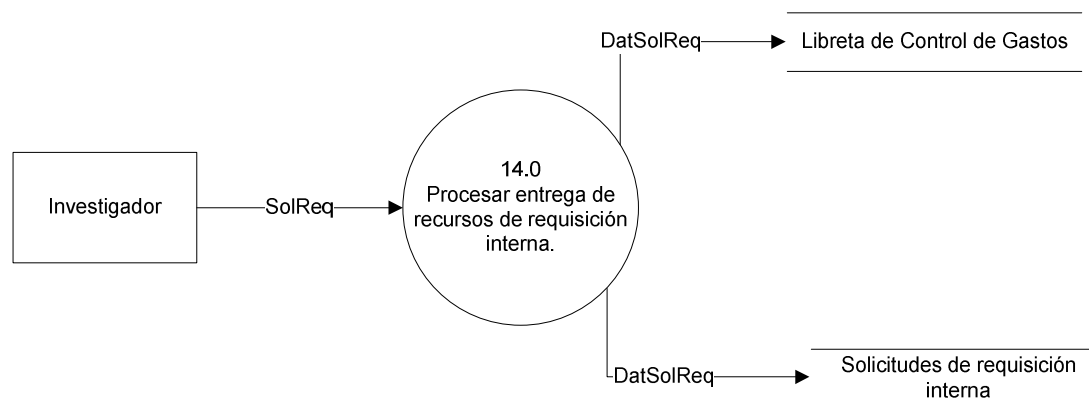 DatSolReq
Libreta de Control de Gastos
14.0
Procesar entrega de
recursos de requisición
interna.
Investigador
SolReq
DatSolReq
Solicitudes de requisición
interna